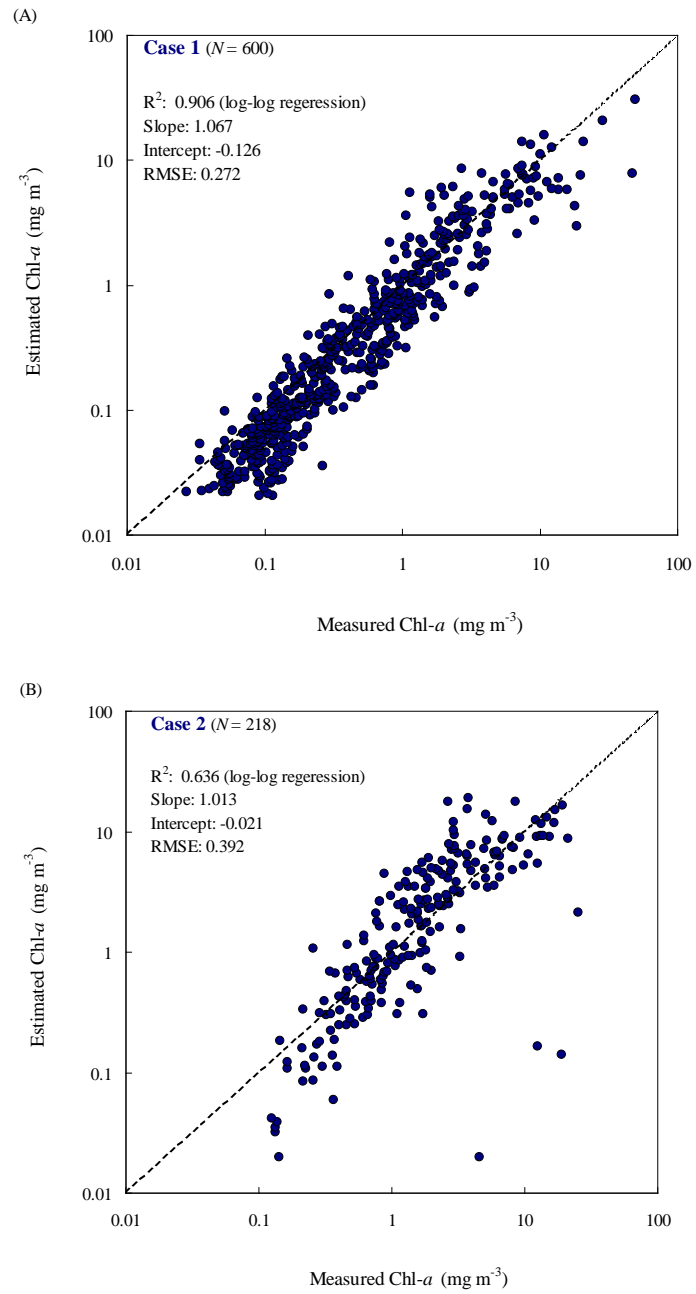 (A)
100
Case 1 (N = 600)
R²: 0.906 (log-log regeression)
Slope: 1.067
Intercept: -0.126
RMSE: 0.272
10
1
0.1
0.01
Estimated Chl-a (mg m⁻³)
0.01 0.1 1 10 100
Measured Chl-a (mg m⁻³)
(B)
100
Case 2 (N = 218)
R²: 0.636 (log-log regeression)
Slope: 1.013
Intercept: -0.021
RMSE: 0.392
10
1
0.1
0.01
Estimated Chl-a (mg m⁻³)
0.01 0.1 1 10 100
Measured Chl-a (mg m⁻³)